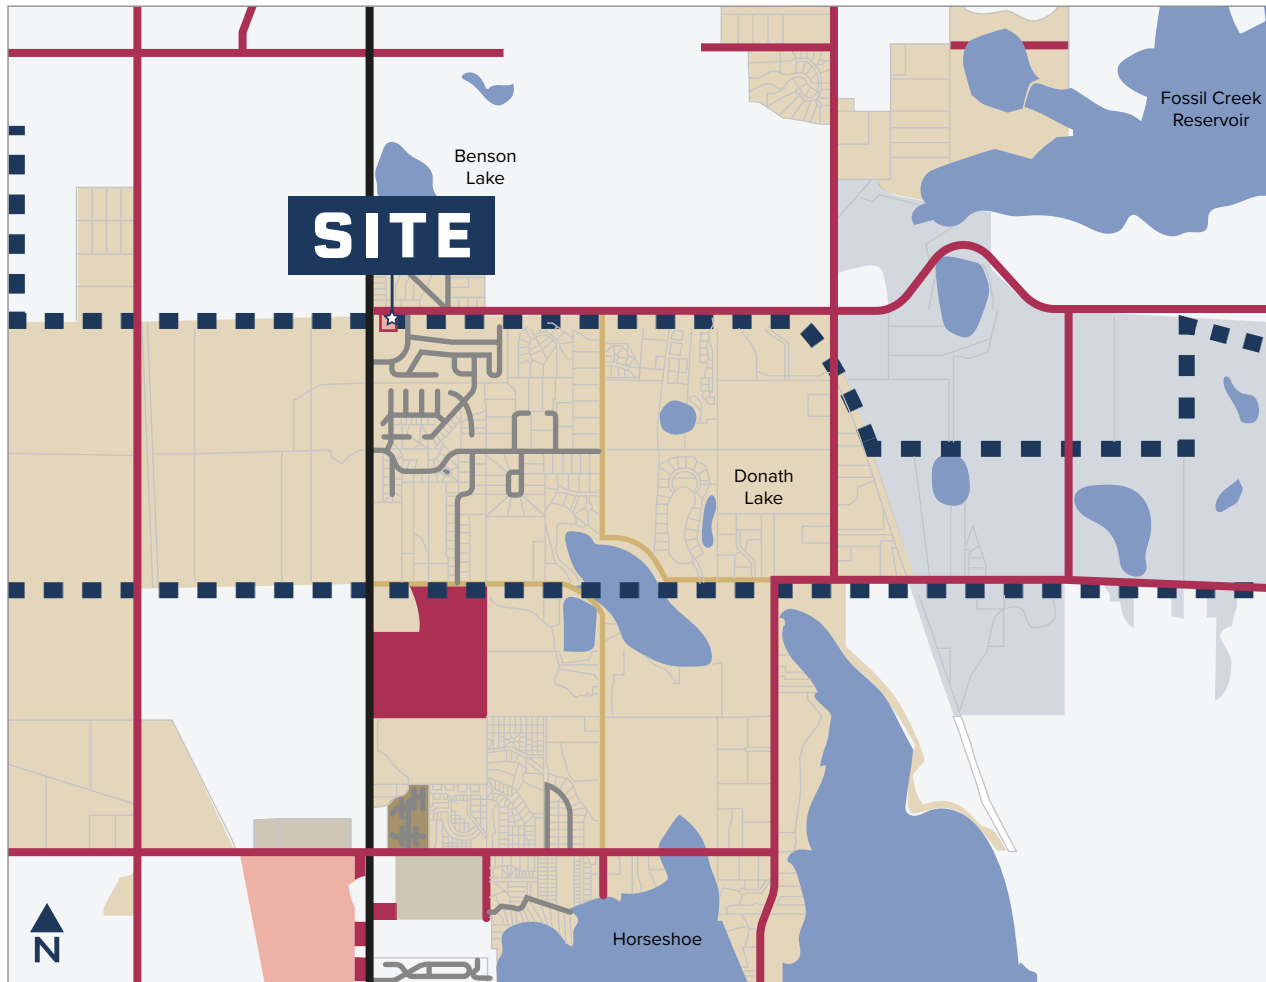 Fossil Creek
Reservoir
Benson
Lake
SITE
Donath
Lake
Horseshoe
N